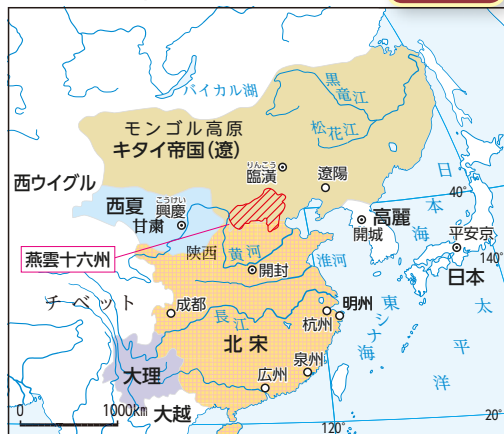 バイカル湖
黒竜江
松花江
モンゴル高原
キタイ帝国(遼)
りんこう
臨潢
遼陽
西ウイグル
西夏
こうけい
興慶
甘粛
燕雲十六州
陝西
黄河
淮河
開封
高麗
開城
日本海
40°
平安京
140°
日本
チベット
成都
長江
杭州
明州
東シナ海
太平洋
北宋
大理
泉州
広州
大越
0
1000km
120°
20°